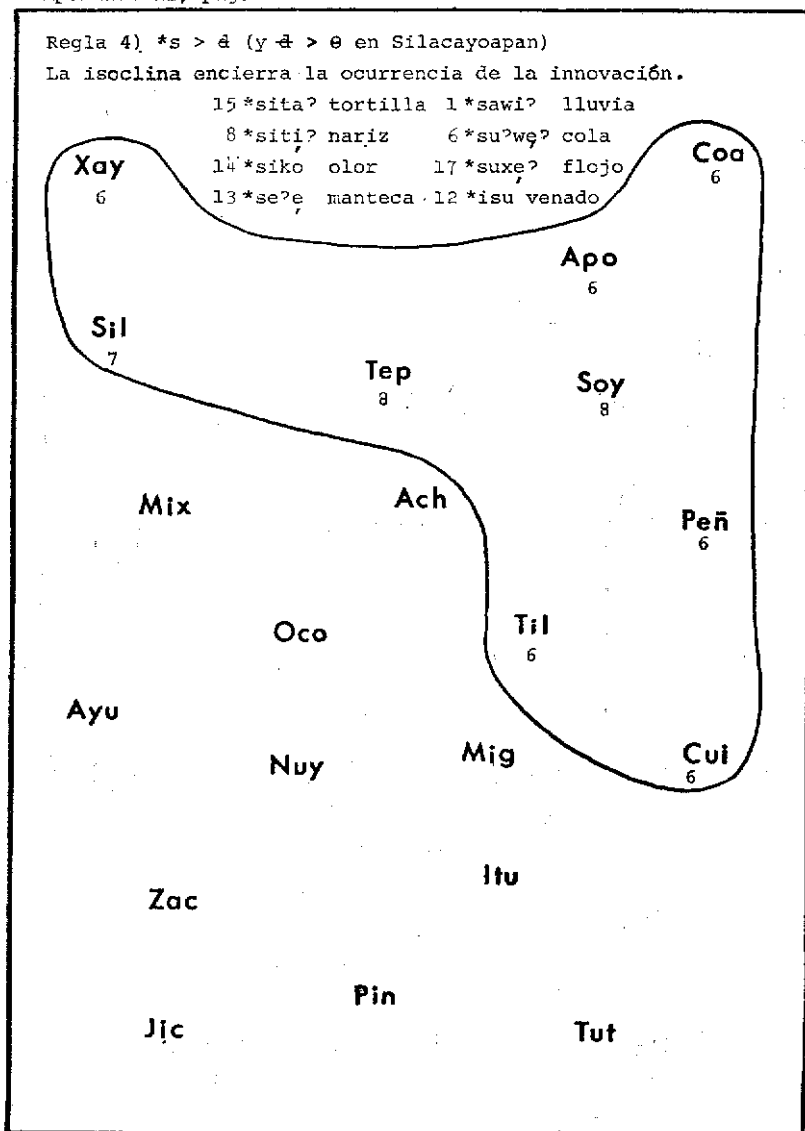 Regla 4) *s > đ (y đ > θ en Silacayoapan)
La isoclina encierra la ocurrencia de la innovación.
15 *sita? tortilla 1 *sawi? lluvia
8 *siti̧? nariz 6 *su?wȩ? cola
14 *siko olor 17 *suxȩ? flojo
13 *se?ȩ manteca 12 *isu venado
Xay
6
Coa
6
Apo
6
Sil
7
Tep
8
Soy
8
Mix
Ach
Peñ
6
Oco
Til
6
Ayu
Nuy
Mig
Cui
6
Zac
Itu
Pin
Jic
Tut